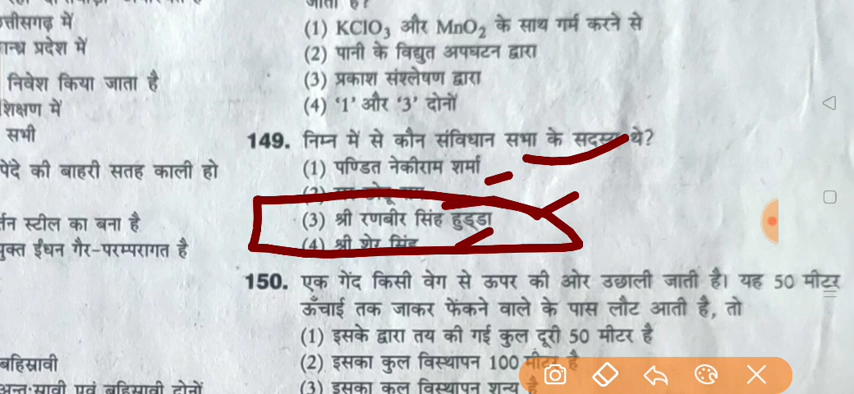 त्तीसगढ़ में
न्ध्र प्रदेश में
निवेश किया जाता है
शिक्षण में
सभी
पेंदे की बाहरी सतह काली हो
र्तन स्टील का बना है
युक्त ईंधन गैर-परम्परागत है
बहिस्रावी
अन्तःस्रावी एवं बहिस्रावी दोनों
(1) KClO₃ और MnO₂ के साथ गर्म करने से
(2) पानी के विद्युत अपघटन द्वारा
(3) प्रकाश संश्लेषण द्वारा
(4) ‘1’ और ‘3’ दोनों
149. निम्न में से कौन संविधान सभा के सदस्य थे?
(1) पण्डित नेकीराम शर्मा
(2)
(3) श्री रणबीर सिंह हुड्डा
(4) श्री शेर सिंह
150. एक गेंद किसी वेग से ऊपर की ओर उछाली जाती है। यह 50 मीटर
ऊँचाई तक जाकर फेंकने वाले के पास लौट आती है, तो
(1) इसके द्वारा तय की गई कुल दूरी 50 मीटर है
(2) इसका कुल विस्थापन 100 मीटर है
(3) इसका कुल विस्थापन शून्य है